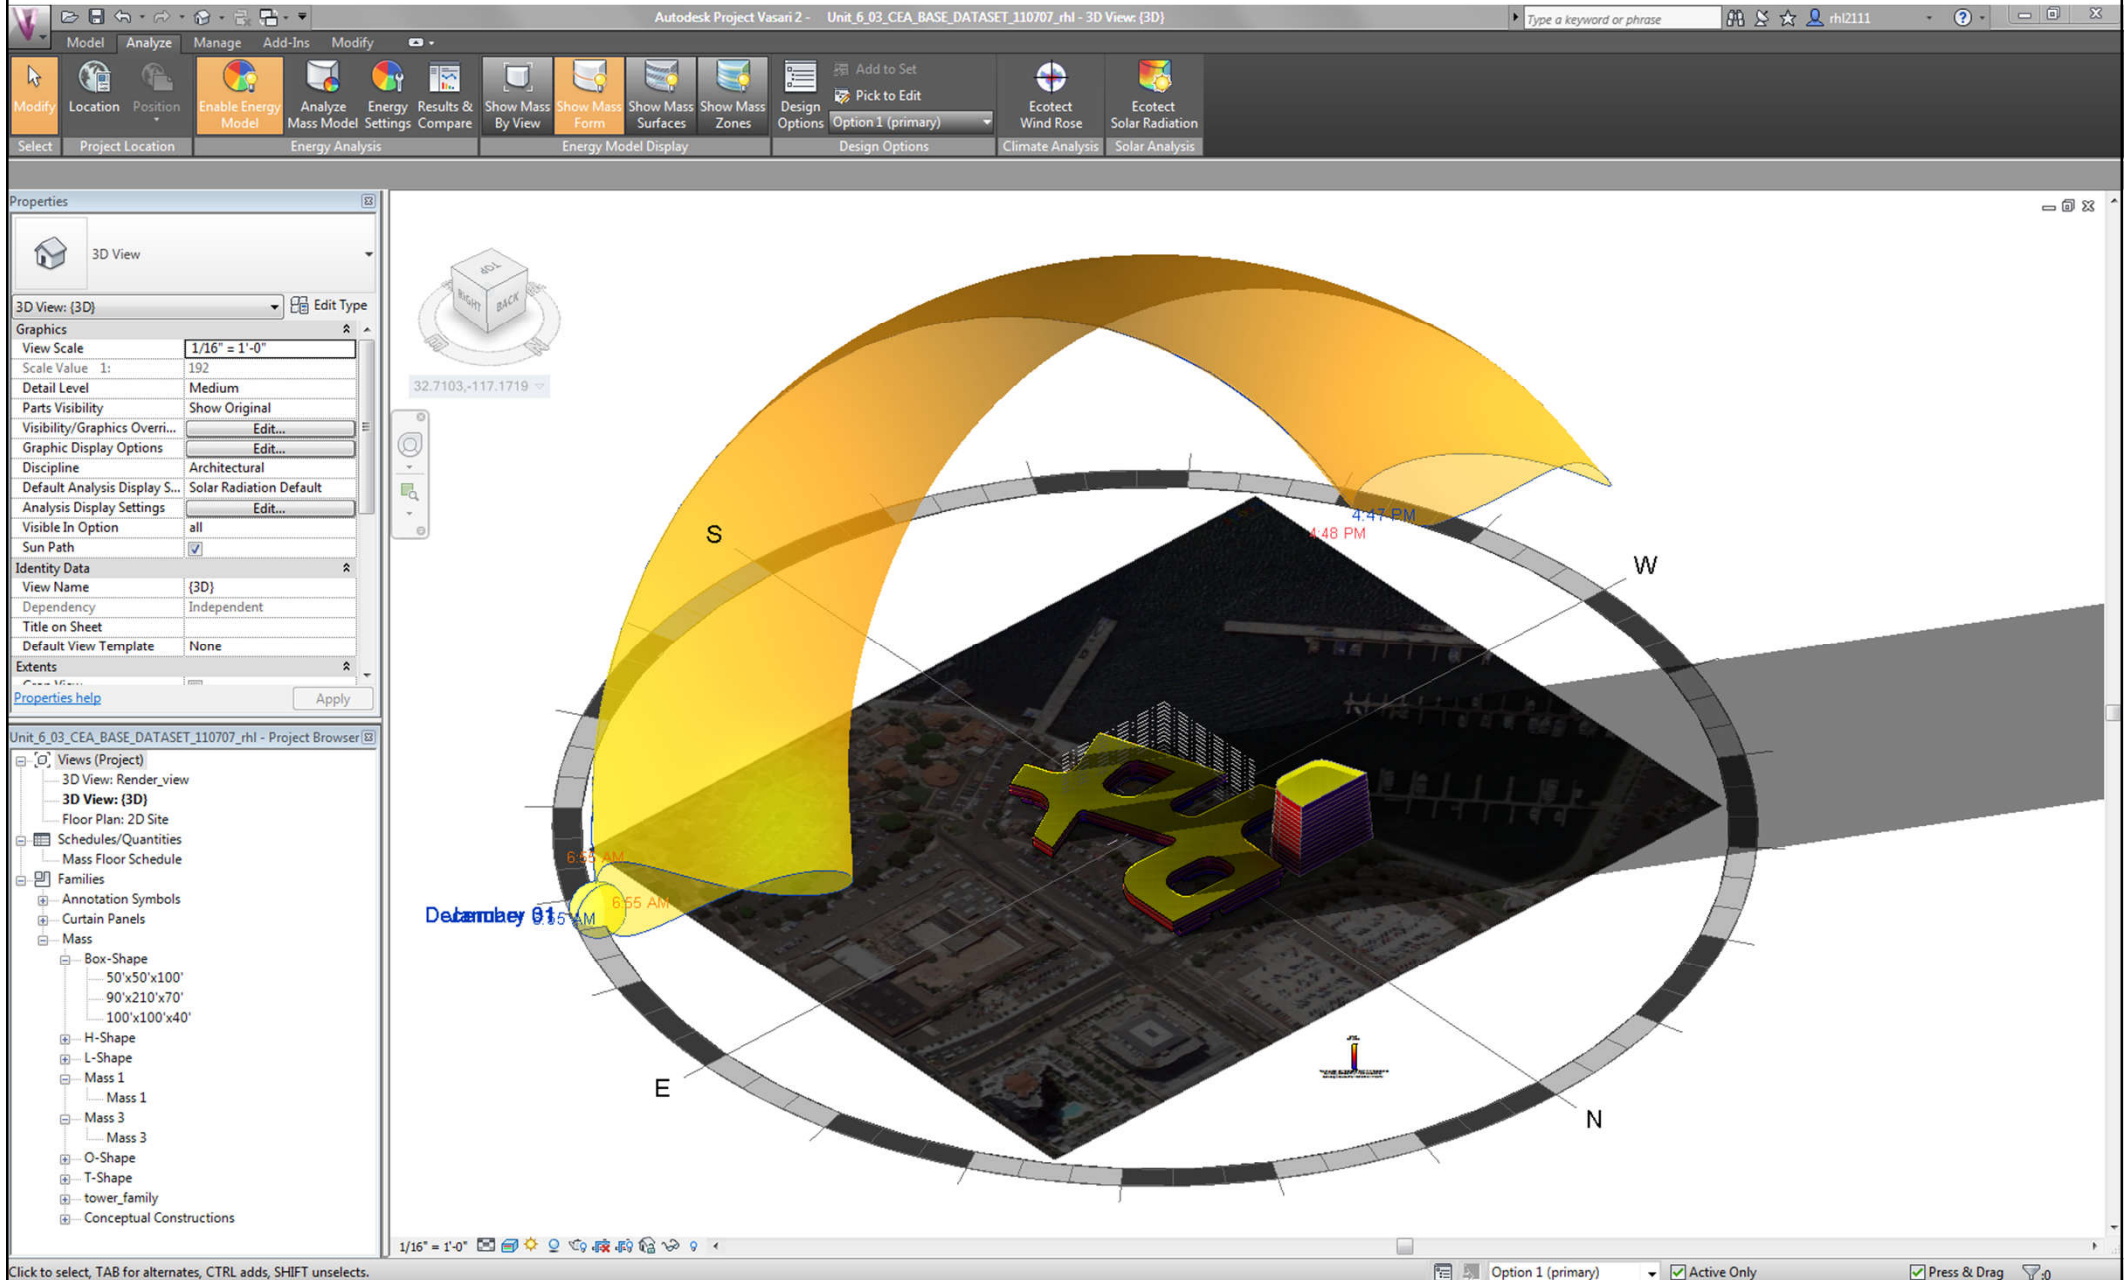 Autodesk Project Vasari 2 - Unit_6_03_CEA_BASE_DATASET_110707_rhl - 3D View: {3D}
Type a keyword or phrase
rhl2111
Model Analyze Manage Add-Ins Modify
Modify
Location
Position
Enable Energy Model
Analyze Mass Model
Energy Settings
Results & Compare
Show Mass By View
Show Mass Form
Show Mass Surfaces
Show Mass Zones
Design Options
Add to Set
Pick to Edit
Option 1 (primary)
Ecotect Wind Rose
Ecotect Solar Radiation
Select Project Location Energy Analysis Energy Model Display Design Options Climate Analysis Solar Analysis
Properties
3D View
3D View: {3D} Edit Type
Graphics
View Scale 1/16" = 1'-0"
Scale Value 1: 192
Detail Level Medium
Parts Visibility Show Original
Visibility/Graphics Overri... Edit...
Graphic Display Options Edit...
Discipline Architectural
Default Analysis Display S... Solar Radiation Default
Analysis Display Settings Edit...
Visible In Option all
Sun Path
Identity Data
View Name {3D}
Dependency Independent
Title on Sheet
Default View Template None
Extents
Properties help Apply
Unit_6_03_CEA_BASE_DATASET_110707_rhl - Project Browser
Views (Project)
3D View: Render_view
3D View: {3D}
Floor Plan: 2D Site
Schedules/Quantities
Mass Floor Schedule
Families
Annotation Symbols
Curtain Panels
Mass
Box-Shape
50'x50'x100'
90'x210'x70'
100'x100'x40'
H-Shape
L-Shape
Mass 1
Mass 1
Mass 3
Mass 3
O-Shape
T-Shape
tower_family
Conceptual Constructions
TOP
RIGHT BACK
E N
32.7103,-117.1719
S
W
4:47 PM
4:48 PM
6:55 AM
6:55 AM
E
N
1/16" = 1'-0"
Click to select, TAB for alternates, CTRL adds, SHIFT unselects.
Option 1 (primary)
Active Only
Press & Drag
:0